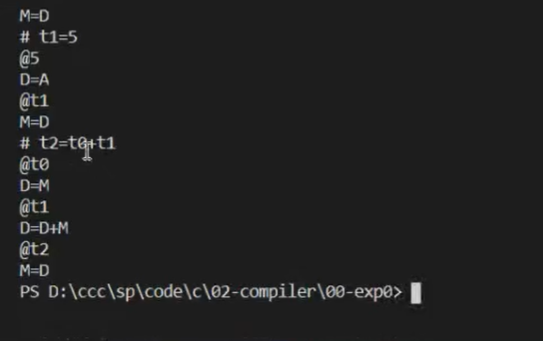 M=D
# t1=5
@5
D=A
@t1
M=D
# t2=t0+t1
@t0
D=M
@t1
D=D+M
@t2
M=D
PS D:\ccc\sp\code\c\02-compiler\00-exp0>